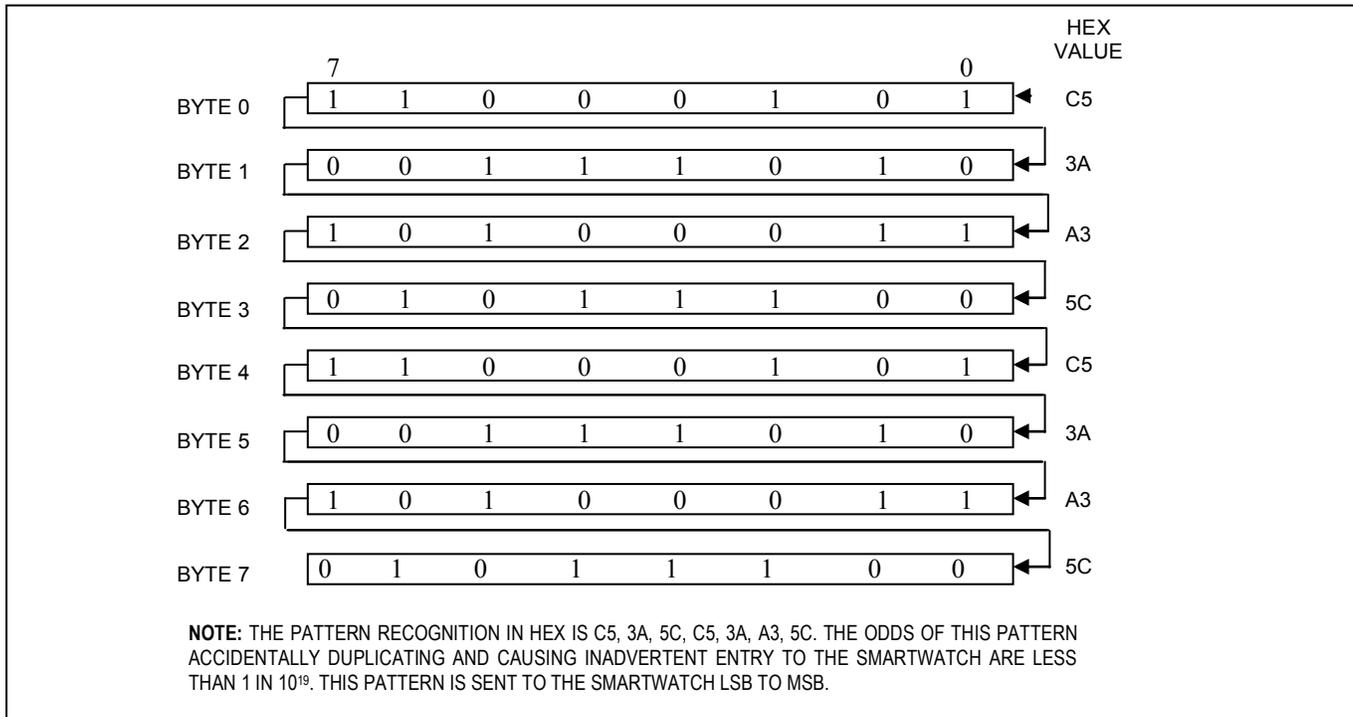 HEX
VALUE
7 0
BYTE 0 1 1 0 0 0 1 0 1 C5
BYTE 1 0 0 1 1 1 0 1 0 3A
BYTE 2 1 0 1 0 0 0 1 1 A3
BYTE 3 0 1 0 1 1 1 0 0 5C
BYTE 4 1 1 0 0 0 1 0 1 C5
BYTE 5 0 0 1 1 1 0 1 0 3A
BYTE 6 1 0 1 0 0 0 1 1 A3
BYTE 7 0 1 0 1 1 1 0 0 5C
NOTE: THE PATTERN RECOGNITION IN HEX IS C5, 3A, 5C, C5, 3A, A3, 5C. THE ODDS OF THIS PATTERN
ACCIDENTALLY DUPLICATING AND CAUSING INADVERTENT ENTRY TO THE SMARTWATCH ARE LESS
THAN 1 IN 10¹⁹. THIS PATTERN IS SENT TO THE SMARTWATCH LSB TO MSB.